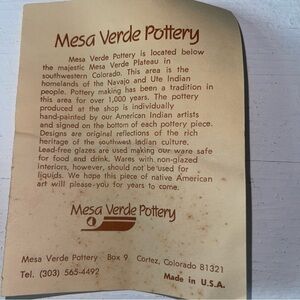 Mesa Verde Pottery
Mesa Verde Pottery is located below
the majestic Mesa Verde Plateau in
southwestern Colorado. This area is the
homelands of the Navajo and Ute Indian
people. Pottery making has been a tradition in
this area for over 1,000 years. The pottery
produced at the shop is individually
hand-painted by our American Indian artists
and signed on the bottom of each pottery piece.
Designs are original reflections of the rich
heritage of the southwest Indian culture.
Lead-free glazes are used making our ware safe
for food and drink. Wares with non-glazed
interiors, however, should not be used for
liquids. We hope this piece of native American
art will please you for years to come.
Mesa Verde Pottery
Mesa Verde Pottery Box 9 Cortez, Colorado 81321
Tel. (303) 565-4492
Made in U.S.A.